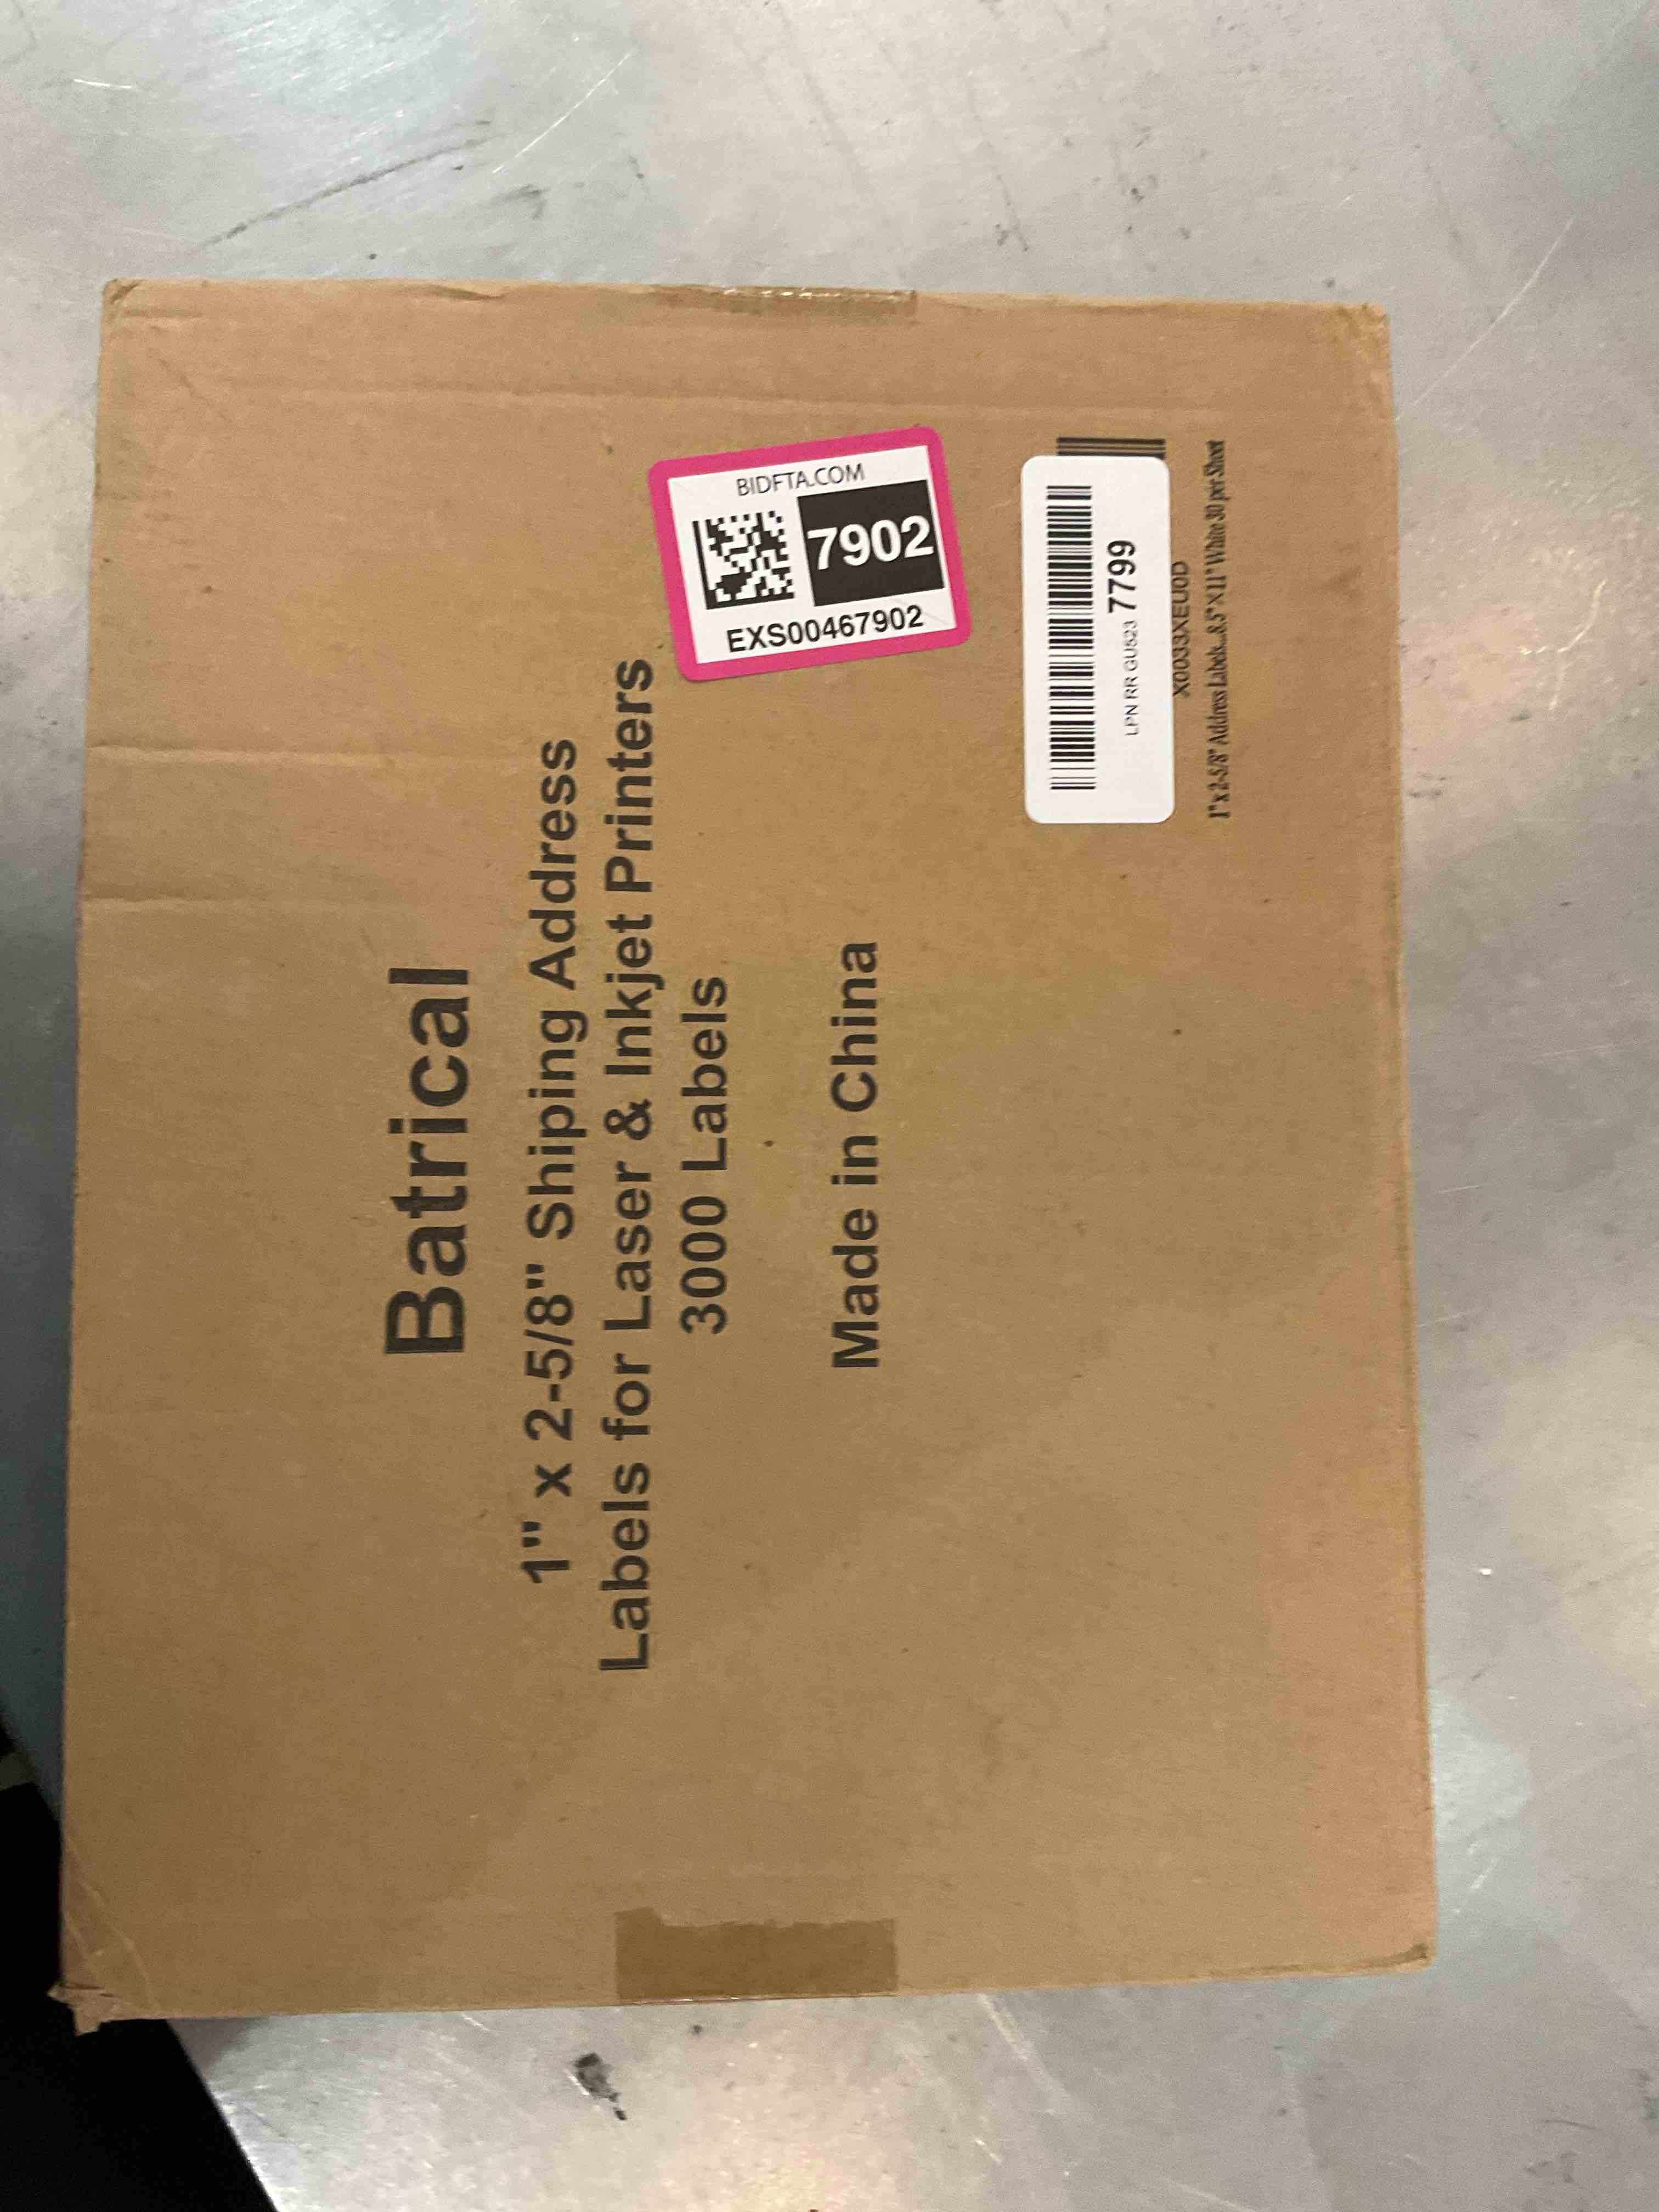 Batrical
1" x 2-5/8" Shiping Address
Labels for Laser & Inkjet Printers
3000 Labels
Made in China
BIDFTA.COM
7902
EXS00467902
LPN RR GU523 7799
X0033XEU0D
1" x 2-5/8" Address Labels...8.5" X 11" White 30 per Sheet